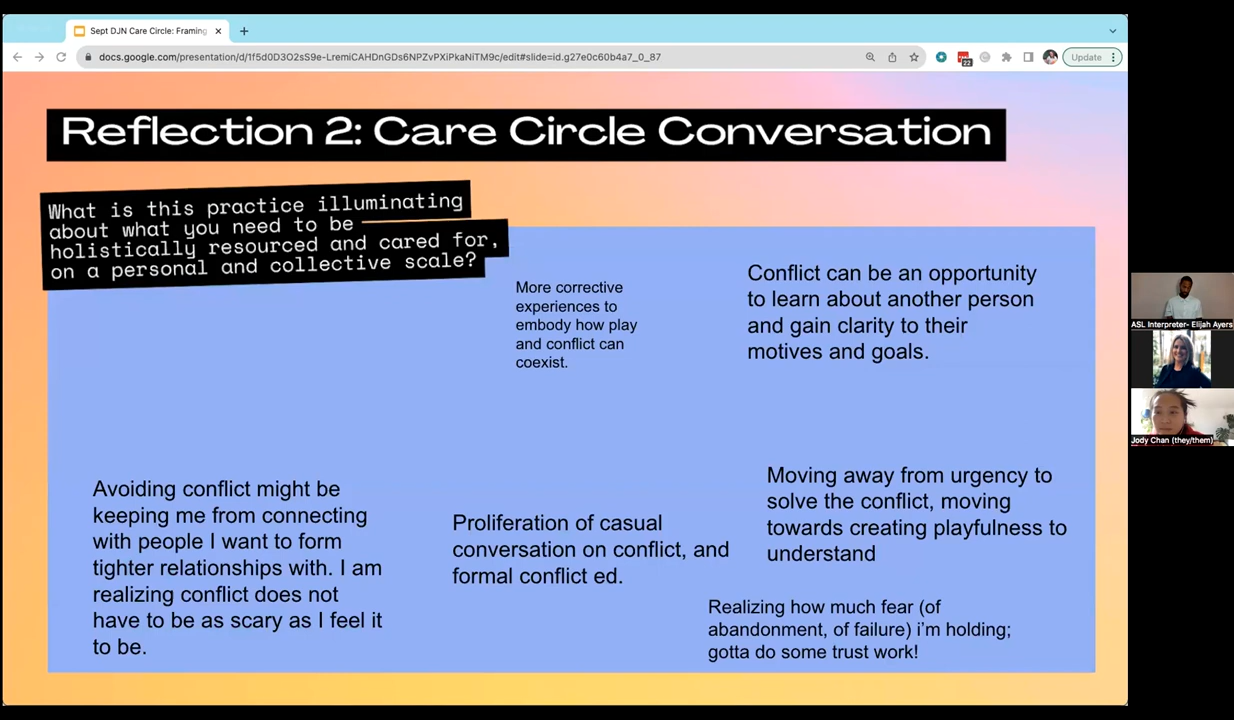 Sept DJN Care Circle: Framing
docs.google.com/presentation/d/1f5d0D3O2sS9e-LremiCAHDnGDs6NPZvPXiPkaNiTM9c/edit#slide=id.g27e0c60b4a7_0_87
22
Update
Reflection 2: Care Circle Conversation
What is this practice illuminating
about what you need to be
holistically resourced and cared for,
on a personal and collective scale?
More corrective
experiences to
embody how play
and conflict can
coexist.
Conflict can be an opportunity
to learn about another person
and gain clarity to their
motives and goals.
Avoiding conflict might be
keeping me from connecting
with people I want to form
tighter relationships with. I am
realizing conflict does not
have to be as scary as I feel it
to be.
Proliferation of casual
conversation on conflict, and
formal conflict ed.
Moving away from urgency to
solve the conflict, moving
towards creating playfulness to
understand
Realizing how much fear (of
abandonment, of failure) i'm holding;
gotta do some trust work!
ASL Interpreter- Elijah Ayers
Jody Chan (they/them)